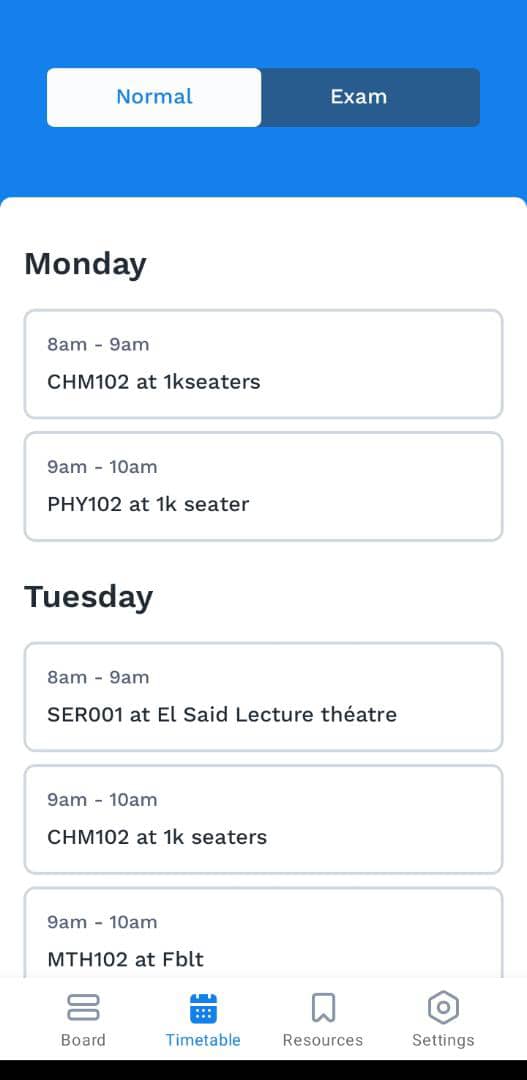 Normal
Exam
Monday
8am - 9am
CHM102 at 1kseaters
9am - 10am
PHY102 at 1k seater
Tuesday
8am - 9am
SER001 at El Said Lecture théatre
9am - 10am
CHM102 at 1k seaters
9am - 10am
MTH102 at Fblt
Board
Timetable
Resources
Settings